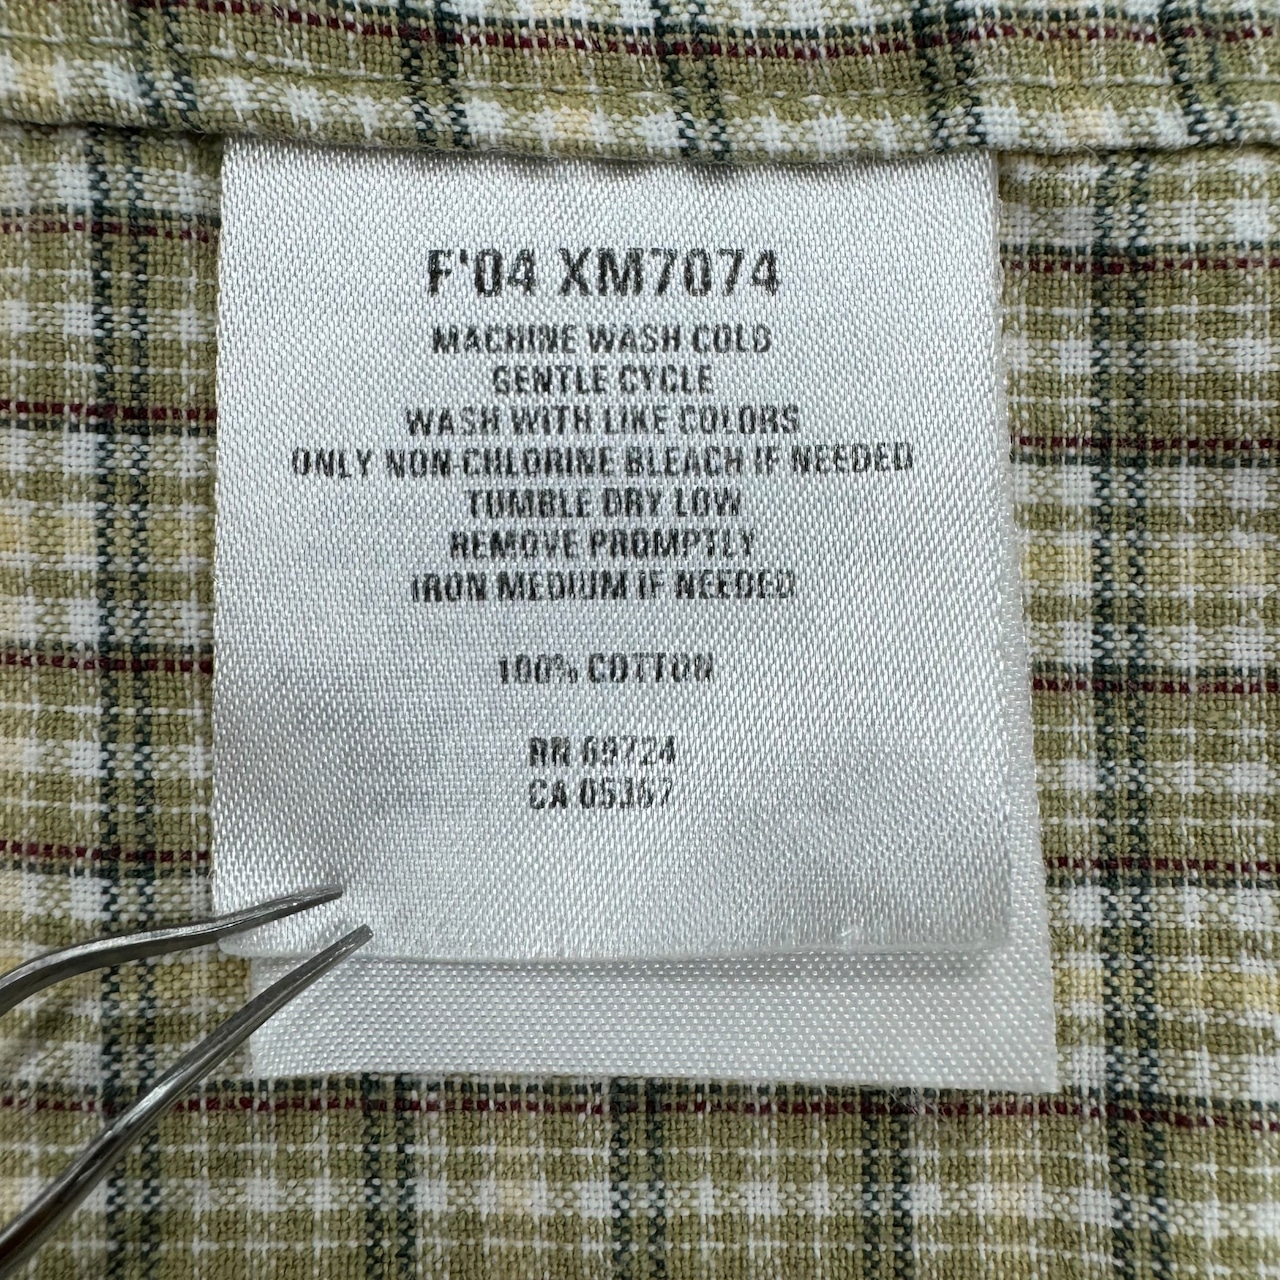 F'04 XM7074
MACHINE WASH COLD
GENTLE CYCLE
WASH WITH LIKE COLORS
ONLY NON-CHLORINE BLEACH IF NEEDED
TUMBLE DRY LOW
REMOVE PROMPTLY
IRON MEDIUM IF NEEDED
100% COTTON
RN 69724
CA 05367